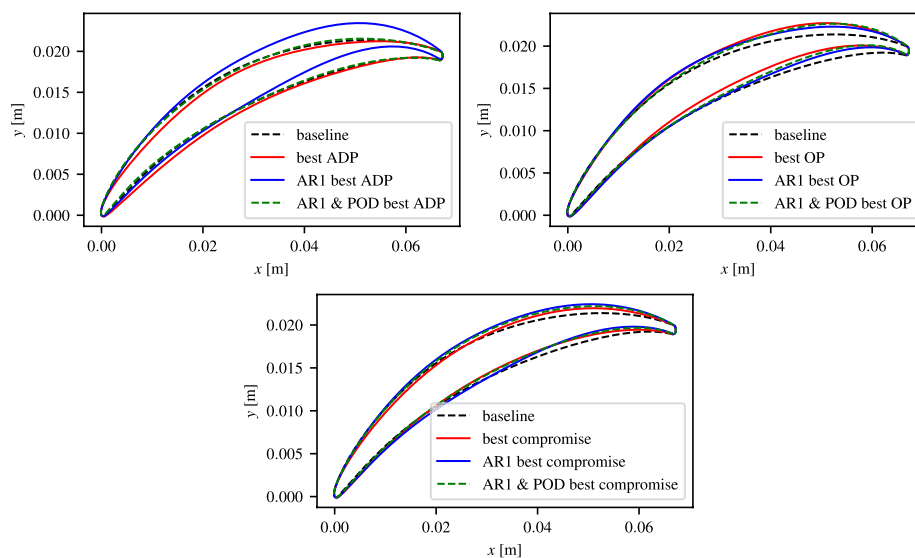 0.020
0.015
0.010
0.005
0.000
y [m]
0.00 0.02 0.04 0.06
x [m]
baseline
best ADP
AR1 best ADP
AR1 & POD best ADP
0.020
0.015
0.010
0.005
0.000
y [m]
0.00 0.02 0.04 0.06
x [m]
baseline
best OP
AR1 best OP
AR1 & POD best OP
0.020
0.015
0.010
0.005
0.000
y [m]
0.00 0.02 0.04 0.06
x [m]
baseline
best compromise
AR1 best compromise
AR1 & POD best compromise